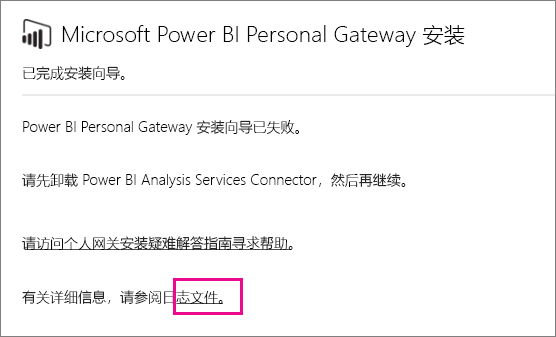 Microsoft Power BI Personal Gateway 安装
已完成安装向导。
Power BI Personal Gateway 安装向导已失败。
请先卸载 Power BI Analysis Services Connector，然后再继续。
请访问个人网关安装疑难解答指南寻求帮助。
有关详细信息，请参阅日志文件。